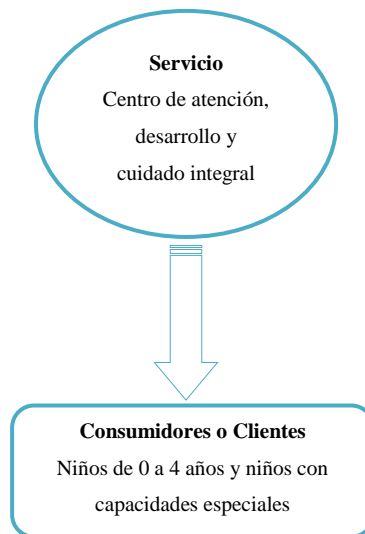 Servicio
Centro de atención,
desarrollo y
cuidado integral
Consumidores o Clientes
Niños de 0 a 4 años y niños con
capacidades especiales